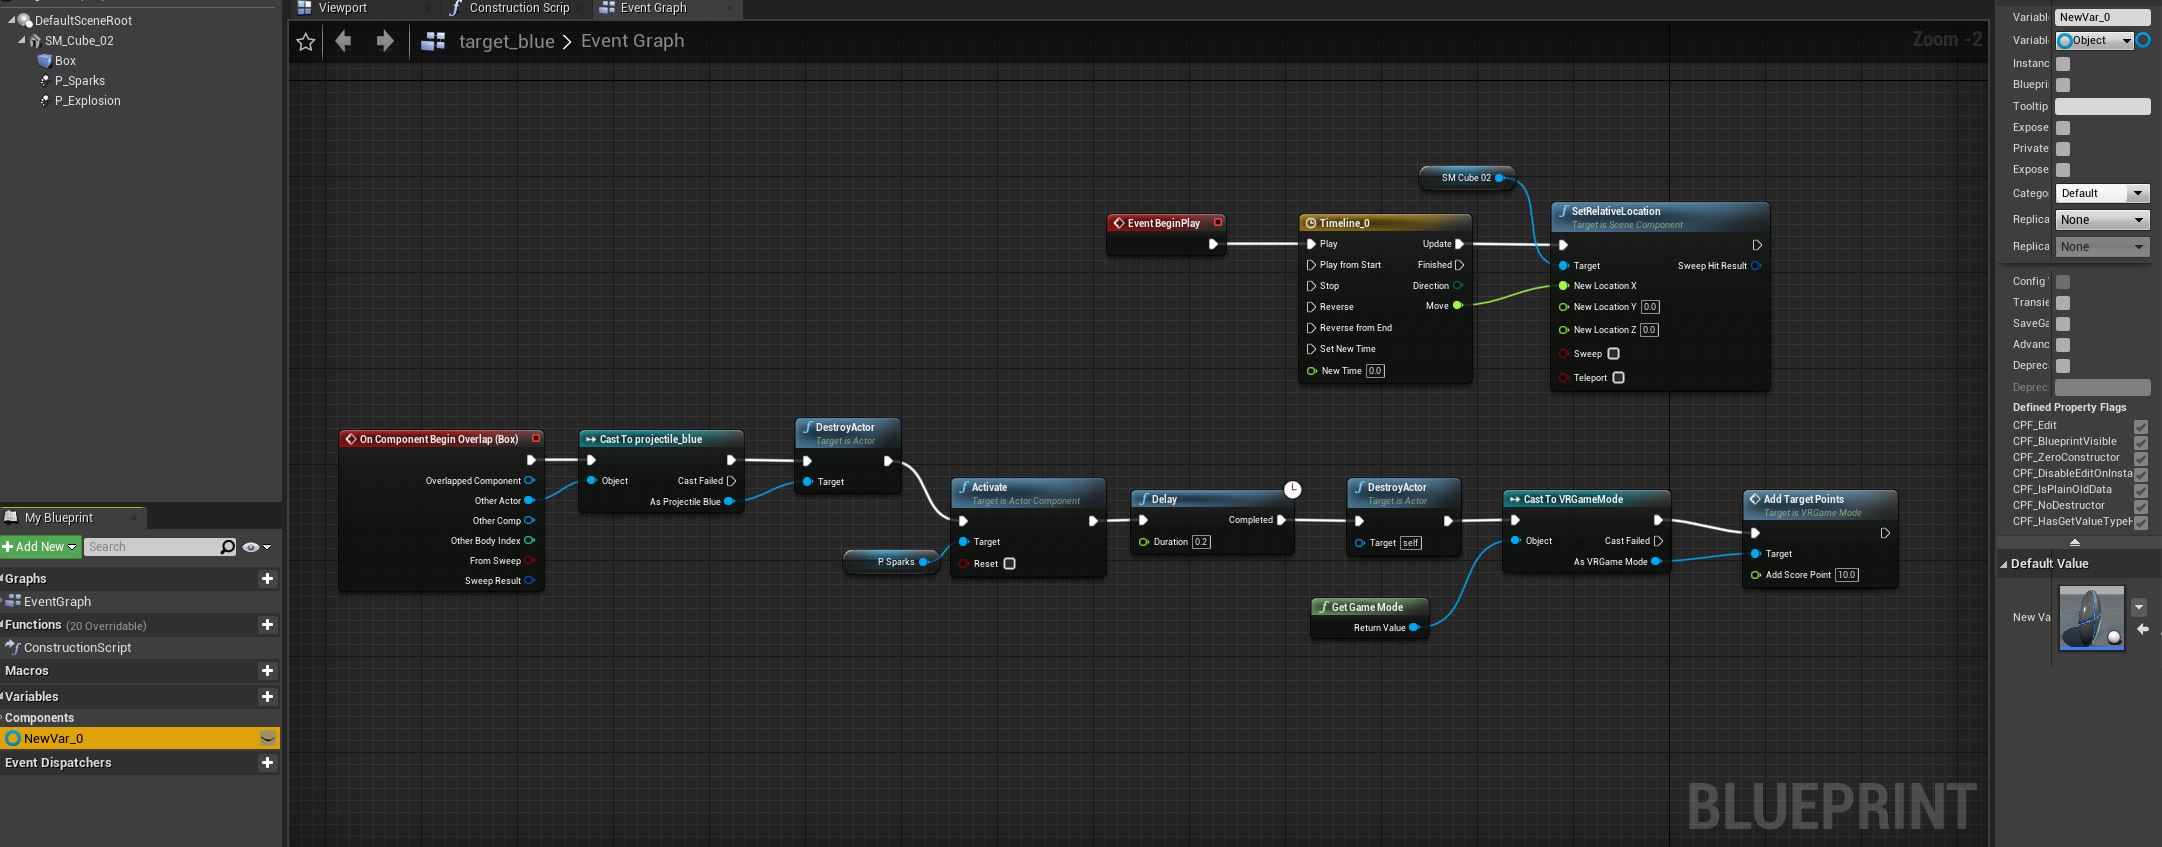 DefaultSceneRoot
SM_Cube_02
Box
P_Sparks
P_Explosion
My Blueprint
Add New
Search
Graphs
EventGraph
Functions (20 Overridable)
ConstructionScript
Macros
Variables
Components
NewVar_0
Event Dispatchers
Viewport
Construction Scrip
Event Graph
target_blue > Event Graph
Zoom -2
SM Cube 02
Event BeginPlay
Timeline_0
Play
Update
Play from Start
Finished
Stop
Direction
Reverse
Move
Reverse from End
Set New Time
New Time 0.0
SetRelativeLocation
Target is Scene Component
Target
Sweep Hit Result
New Location X
New Location Y 0.0
New Location Z 0.0
Sweep
Teleport
On Component Begin Overlap (Box)
Overlapped Component
Other Actor
Other Comp
Other Body Index
From Sweep
Sweep Result
Cast To projectile_blue
Object
Cast Failed
As Projectile Blue
DestroyActor
Target is Actor
Target
P Sparks
Activate
Target is Actor Component
Target
Reset
Delay
Completed
Duration 0.2
DestroyActor
Target is Actor
Target self
Get Game Mode
Return Value
Cast To VRGameMode
Object
Cast Failed
As VRGame Mode
Add Target Points
Target is VRGame Mode
Target
Add Score Point 10.0
BLUEPRINT
Variabl NewVar_0
Variabl Object
Instanc
Bluepri
Tooltip
Expose
Private
Expose
Catego Default
Replica None
Replica None
Config
Transie
SaveGa
Advanc
Deprec
Deprec
Defined Property Flags
CPF_Edit
CPF_BlueprintVisible
CPF_ZeroConstructor
CPF_DisableEditOnInsta
CPF_IsPlainOldData
CPF_NoDestructor
CPF_HasGetValueTypeH
Default Value
New Va